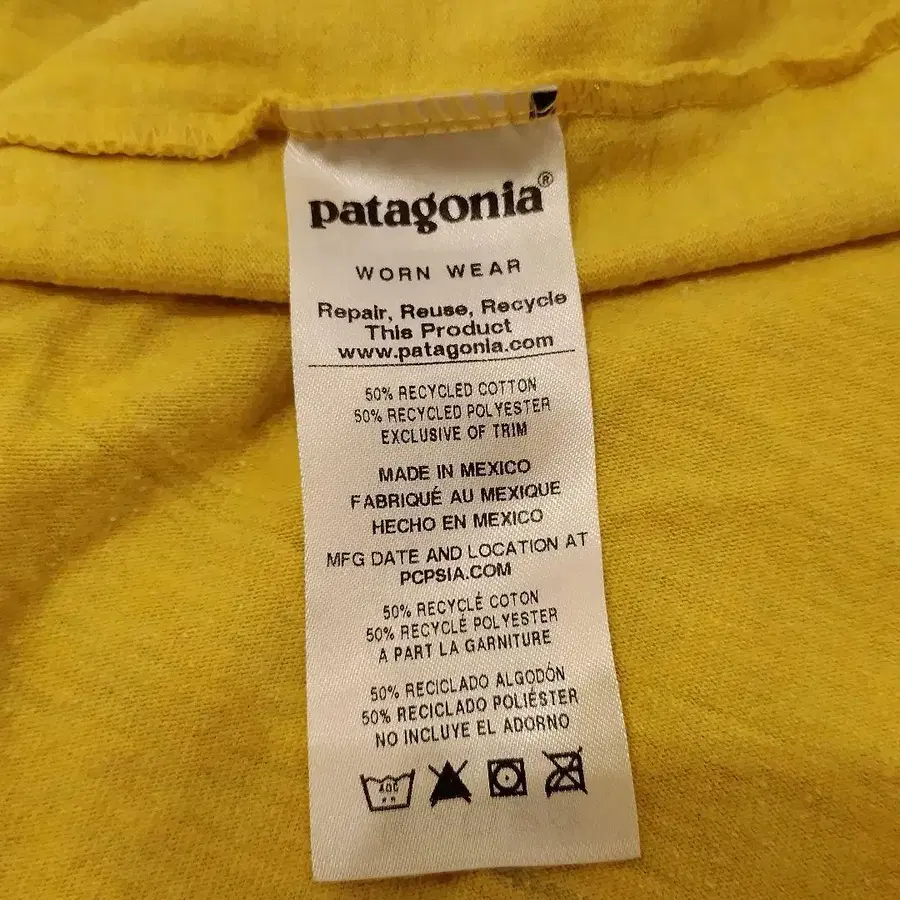 patagonia®
WORN WEAR
Repair, Reuse, Recycle
This Product
www.patagonia.com
50% RECYCLED COTTON
50% RECYCLED POLYESTER
EXCLUSIVE OF TRIM
MADE IN MEXICO
FABRIQUÉ AU MEXIQUE
HECHO EN MEXICO
MFG DATE AND LOCATION AT
PCPSIA.COM
50% RECYCLÉ COTON
50% RECYCLÉ POLYESTER
A PART LA GARNITURE
50% RECICLADO ALGODÓN
50% RECICLADO POLIÉSTER
NO INCLUYE EL ADORNO